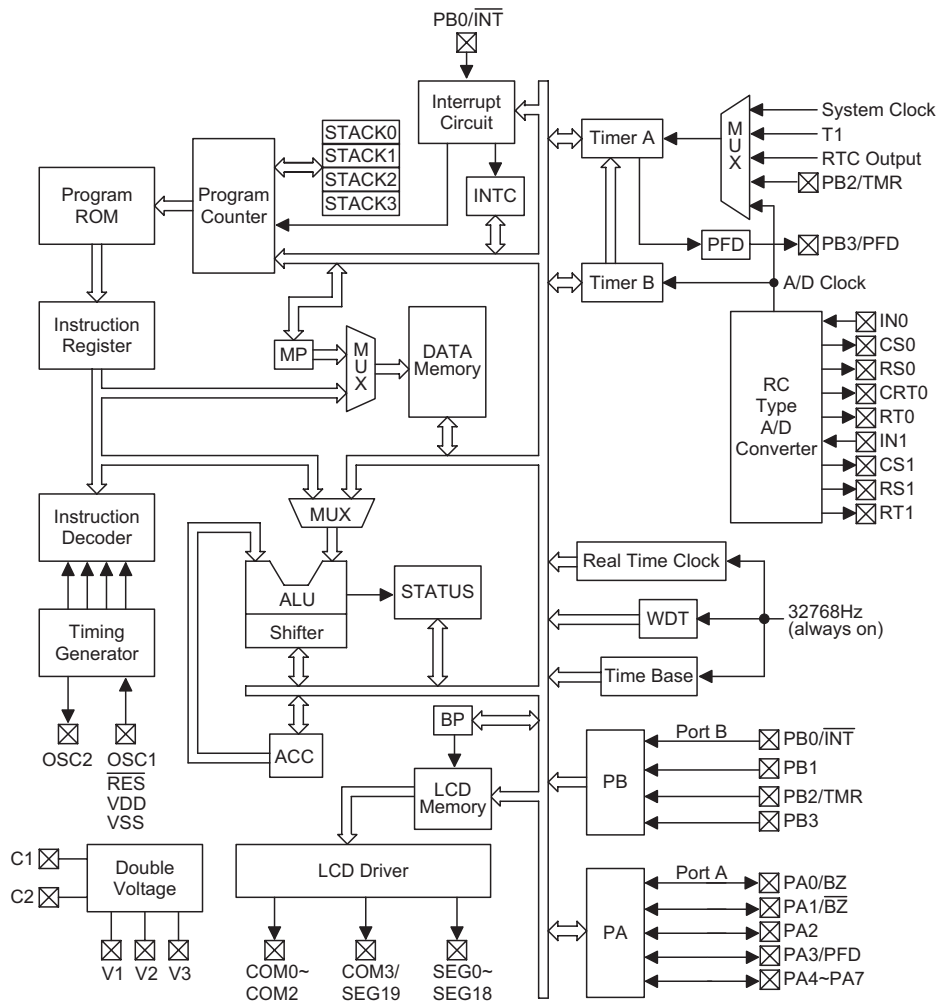 PB0/I̅N̅T̅
Interrupt
Circuit
STACK0
STACK1
STACK2
STACK3
INTC
Program
ROM
Program
Counter
Timer A
MUX
System Clock
T1
RTC Output
PB2/TMR
PFD
PB3/PFD
Timer B
A/D Clock
Instruction
Register
MP
MUX
DATA
Memory
RC
Type
A/D
Converter
IN0
CS0
RS0
CRT0
RT0
IN1
CS1
RS1
RT1
Instruction
Decoder
MUX
ALU
Shifter
STATUS
Timing
Generator
OSC2
OSC1
R̅E̅S̅
VDD
VSS
ACC
Real Time Clock
WDT
Time Base
32768Hz
(always on)
BP
LCD
Memory
LCD Driver
COM0~
COM2
COM3/
SEG19
SEG0~
SEG18
PB
Port B
PB0/I̅N̅T̅
PB1
PB2/TMR
PB3
PA
Port A
PA0/BZ
PA1/B̅Z̅
PA2
PA3/PFD
PA4~PA7
C1
C2
Double
Voltage
V1
V2
V3